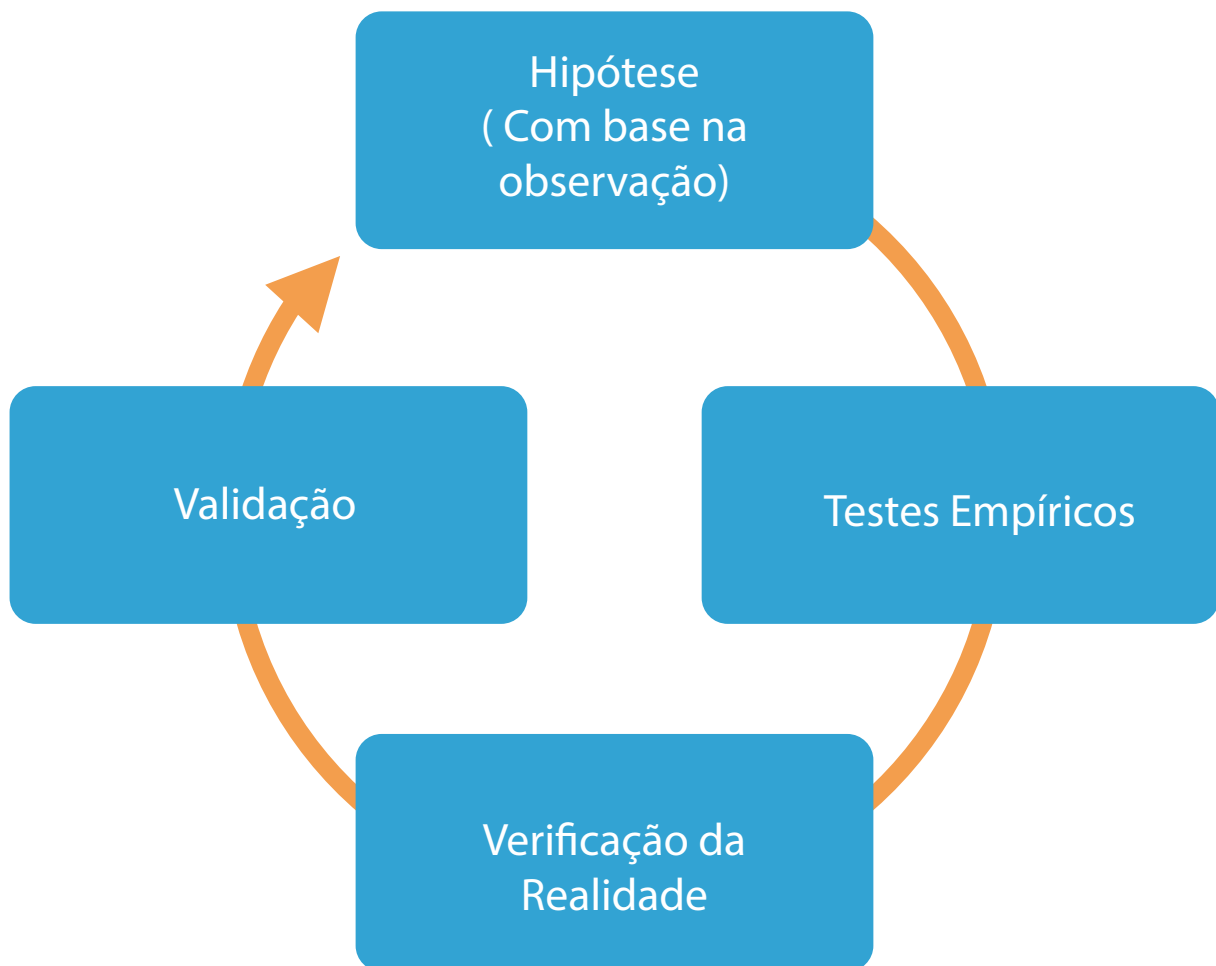 Hipótese
( Com base na
observação)
Validação
Testes Empíricos
Verificação da
Realidade